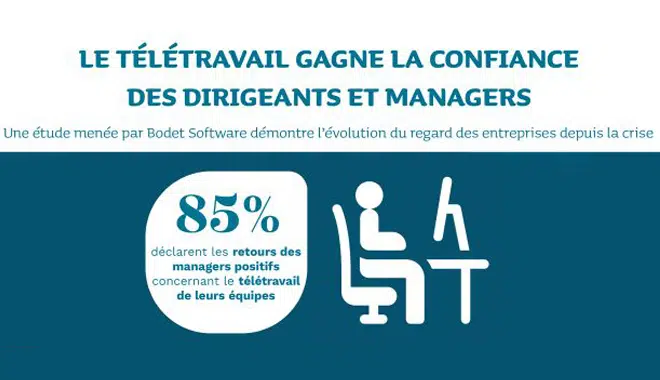 LE TÉLÉTRAVAIL GAGNE LA CONFIANCE
DES DIRIGEANTS ET MANAGERS
Une étude menée par Bodet Software démontre l'évolution du regard des entreprises depuis la crise
85%
déclarent les retours des
managers positifs
concernant le télétravail
de leurs équipes